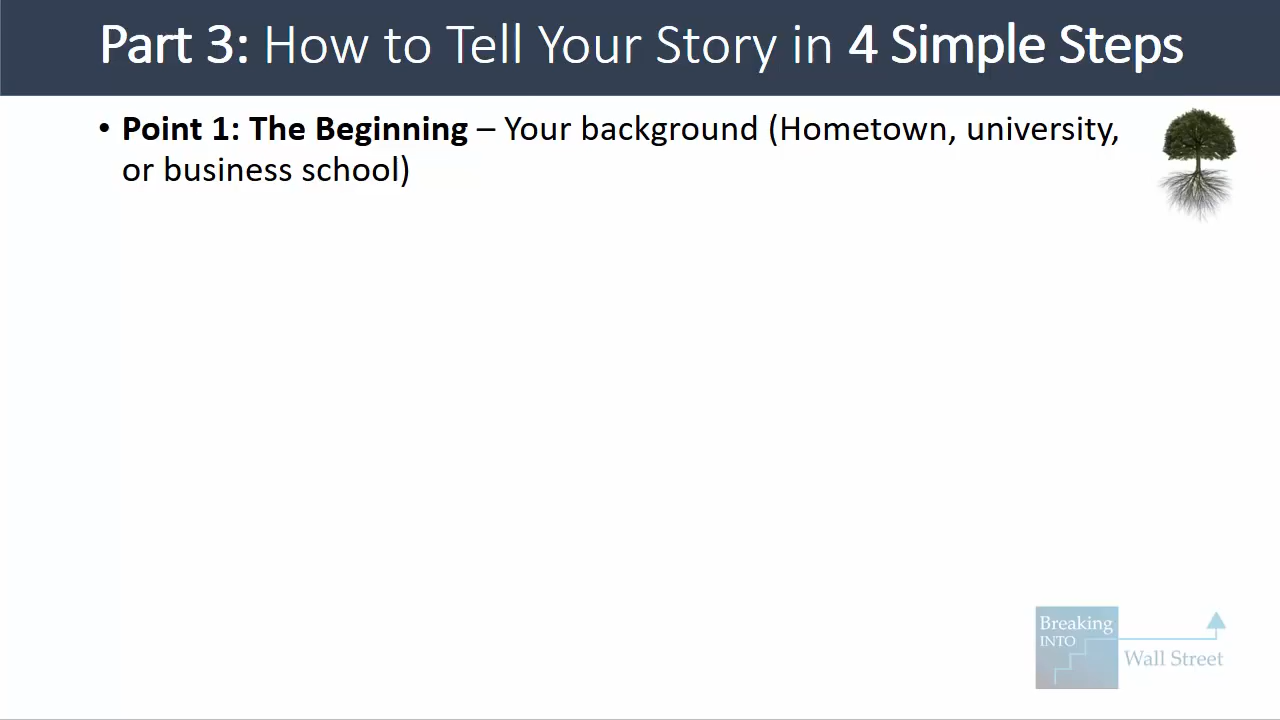 Part 3: How to Tell Your Story in 4 Simple Steps
• Point 1: The Beginning – Your background (Hometown, university,
or business school)
Breaking
INTO
Wall Street